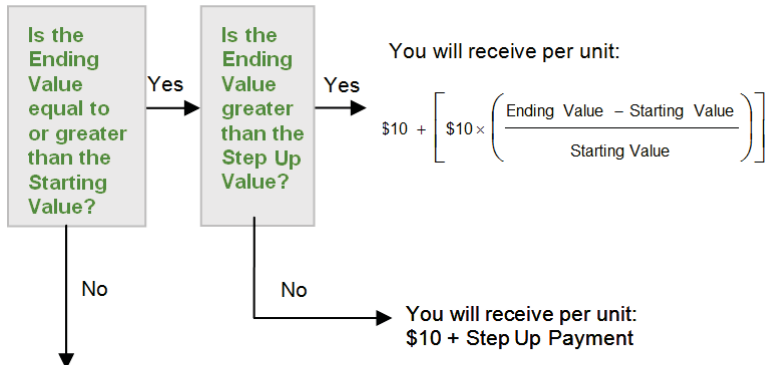 Is the
Ending
Value
equal to
or greater
than the
Starting
Value?
Yes
Is the
Ending
Value
greater
than the
Step Up
Value?
Yes
You will receive per unit:
$10 + [ $10 × ( Ending Value – Starting Value
Starting Value ) ]
No
No
You will receive per unit:
$10 + Step Up Payment